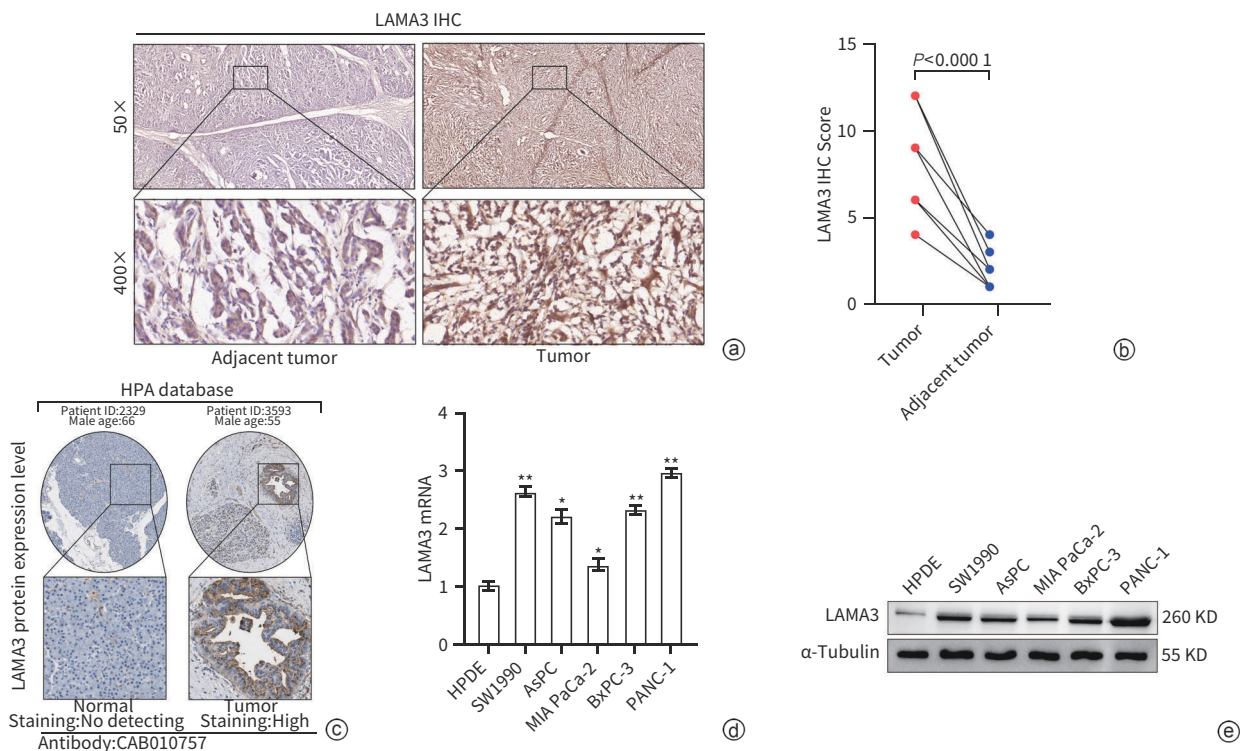 LAMA3 IHC
50×
400×
Adjacent tumor
Tumor
ⓐ
15
10
5
0
LAMA3 IHC Score
P<0.000 1
Tumor
Adjacent tumor
ⓑ
HPA database
Patient ID:2329
Male age:66
Patient ID:3593
Male age:55
LAMA3 protein expression level
Normal
Staining:No detecting
Tumor
Staining:High
Antibody:CAB010757
ⓒ
4
3
2
1
0
LAMA3 mRNA
**
*
*
**
**
HPDE
SW1990
AsPC
MIA PaCa-2
BxPC-3
PANC-1
ⓓ
HPDE
SW1990
AsPC
MIA PaCa-2
BxPC-3
PANC-1
LAMA3
260 KD
α-Tubulin
55 KD
ⓔ